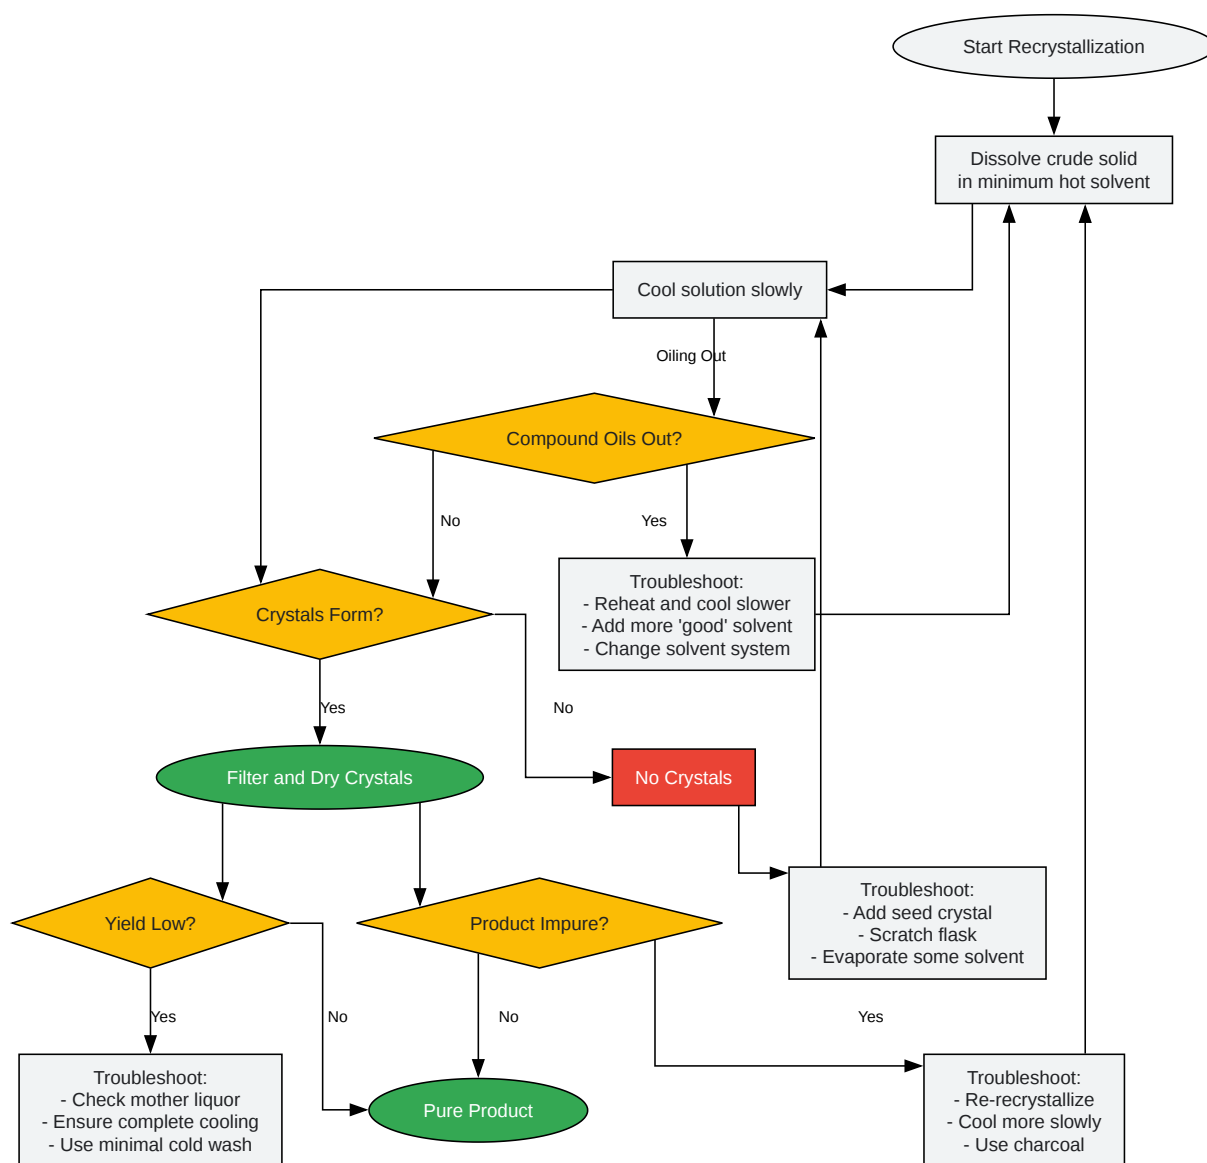 Start Recrystallization
Dissolve crude solid
in minimum hot solvent
Cool solution slowly
Oiling Out
Compound Oils Out?
No
Yes
Troubleshoot:
- Reheat and cool slower
- Add more 'good' solvent
- Change solvent system
Crystals Form?
Yes
No
Filter and Dry Crystals
No Crystals
Troubleshoot:
- Add seed crystal
- Scratch flask
- Evaporate some solvent
Yield Low?
Product Impure?
Yes
No
No
Yes
Troubleshoot:
- Check mother liquor
- Ensure complete cooling
- Use minimal cold wash
Pure Product
Troubleshoot:
- Re-recrystallize
- Cool more slowly
- Use charcoal